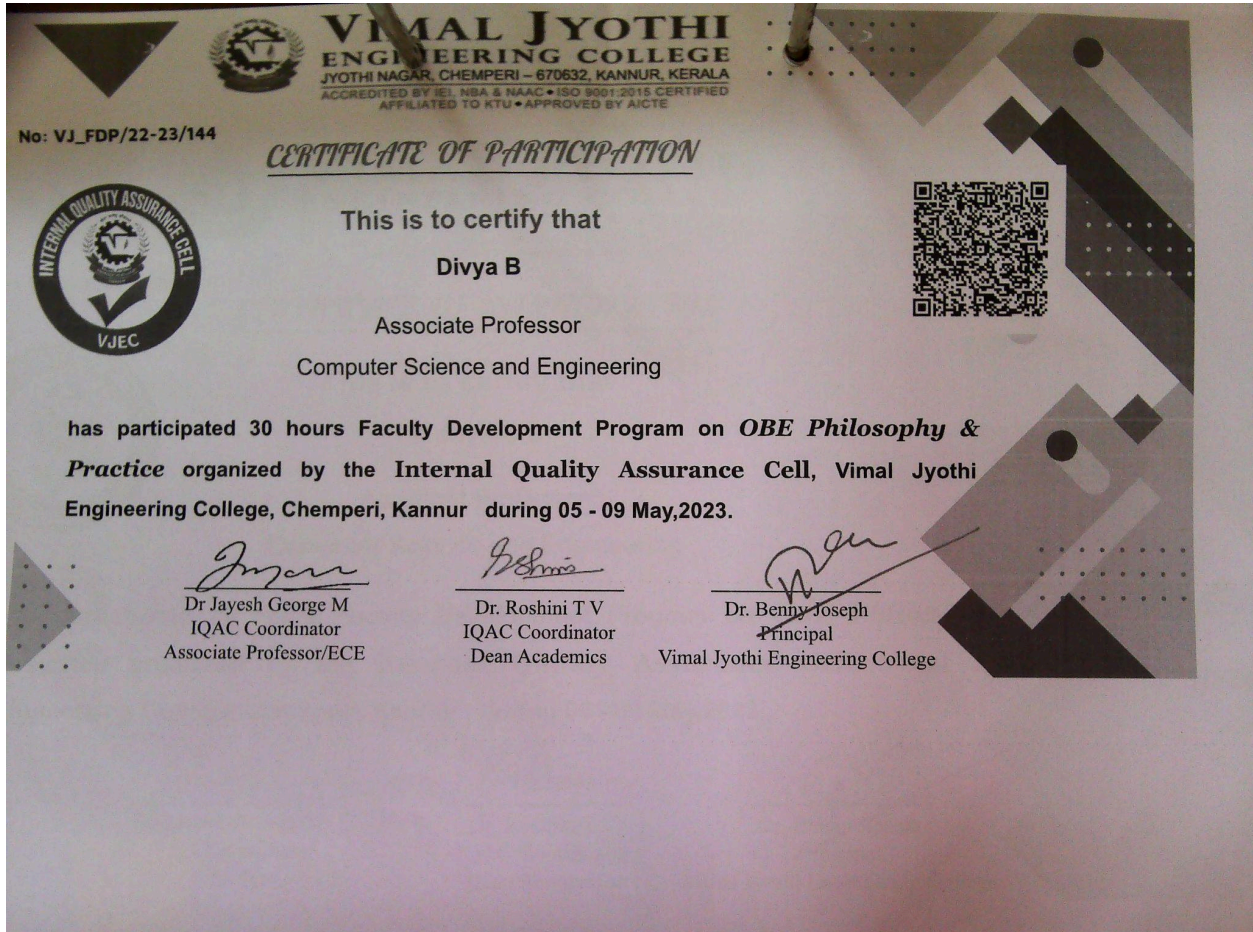 VIMAL JYOTHI
ENGINEERING COLLEGE
JYOTHI NAGAR, CHEMPERI – 670632, KANNUR, KERALA
ACCREDITED BY IEI, NBA & NAAC • ISO 9001:2015 CERTIFIED
AFFILIATED TO KTU • APPROVED BY AICTE
No: VJ_FDP/22-23/144
CERTIFICATE OF PARTICIPATION
INTERNAL QUALITY ASSURANCE CELL
VJEC
This is to certify that
Divya B
Associate Professor
Computer Science and Engineering
has participated 30 hours Faculty Development Program on OBE Philosophy &
Practice organized by the Internal Quality Assurance Cell, Vimal Jyothi
Engineering College, Chemperi, Kannur during 05 - 09 May,2023.
Dr Jayesh George M
IQAC Coordinator
Associate Professor/ECE
Dr. Roshini T V
IQAC Coordinator
Dean Academics
Dr. Benny Joseph
Principal
Vimal Jyothi Engineering College